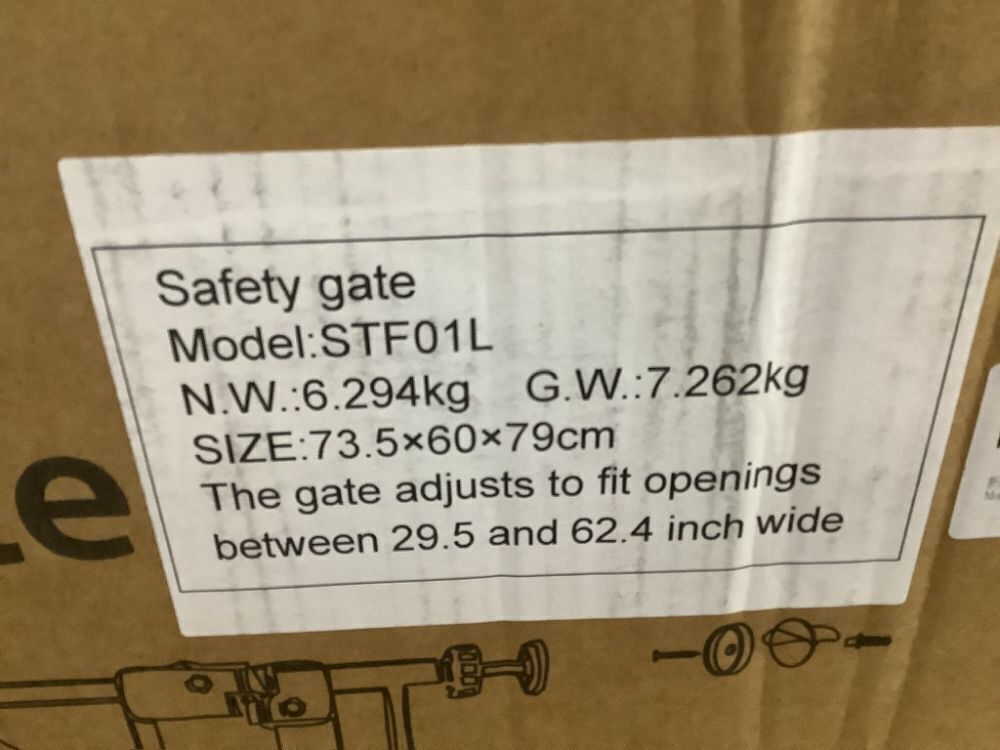 Safety gate
Model:STF01L
N.W.:6.294kg G.W.:7.262kg
SIZE:73.5×60×79cm
The gate adjusts to fit openings
between 29.5 and 62.4 inch wide
e